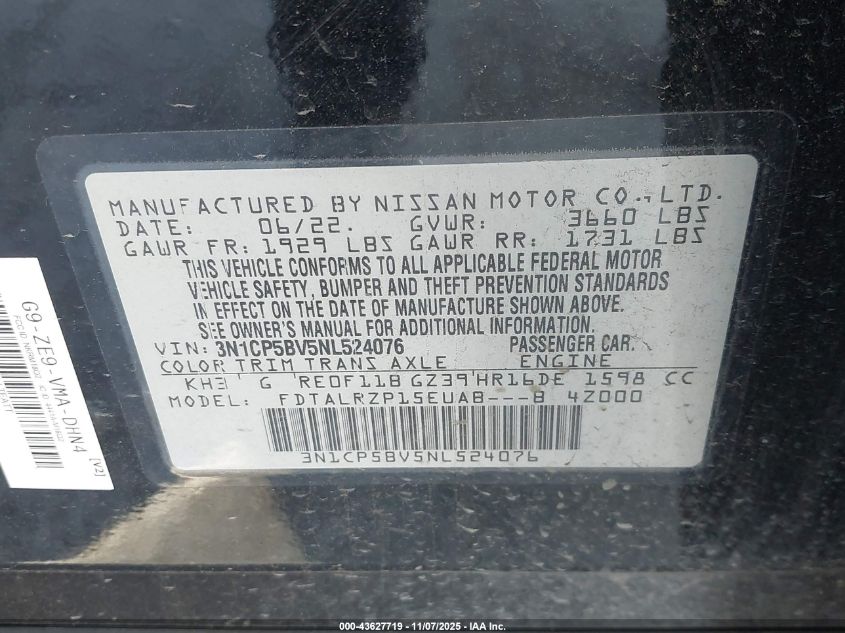 MANUFACTURED BY NISSAN MOTOR CO., LTD.
DATE: 06/22. GVWR: 3660 LBS
GAWR FR: 1929 LBS GAWR RR: 1731 LBS
THIS VEHICLE CONFORMS TO ALL APPLICABLE FEDERAL MOTOR
VEHICLE SAFETY, BUMPER AND THEFT PREVENTION STANDARDS
IN EFFECT ON THE DATE OF MANUFACTURE SHOWN ABOVE.
SEE OWNER'S MANUAL FOR ADDITIONAL INFORMATION
VIN: 3N1CP5BV5NL524076 PASSENGER CAR.
COLOR TRIM TRANS AXLE ENGINE
KH3 G RE0F11B GZ39 HR16DE 1598 CC
MODEL: FDTALRZP15EUAB---B 4Z000
3N1CP5BV5NL524076
G9-ZE9-VMA-DHN4
[V2]
000-43627719 - 11/07/2025 - IAA Inc.